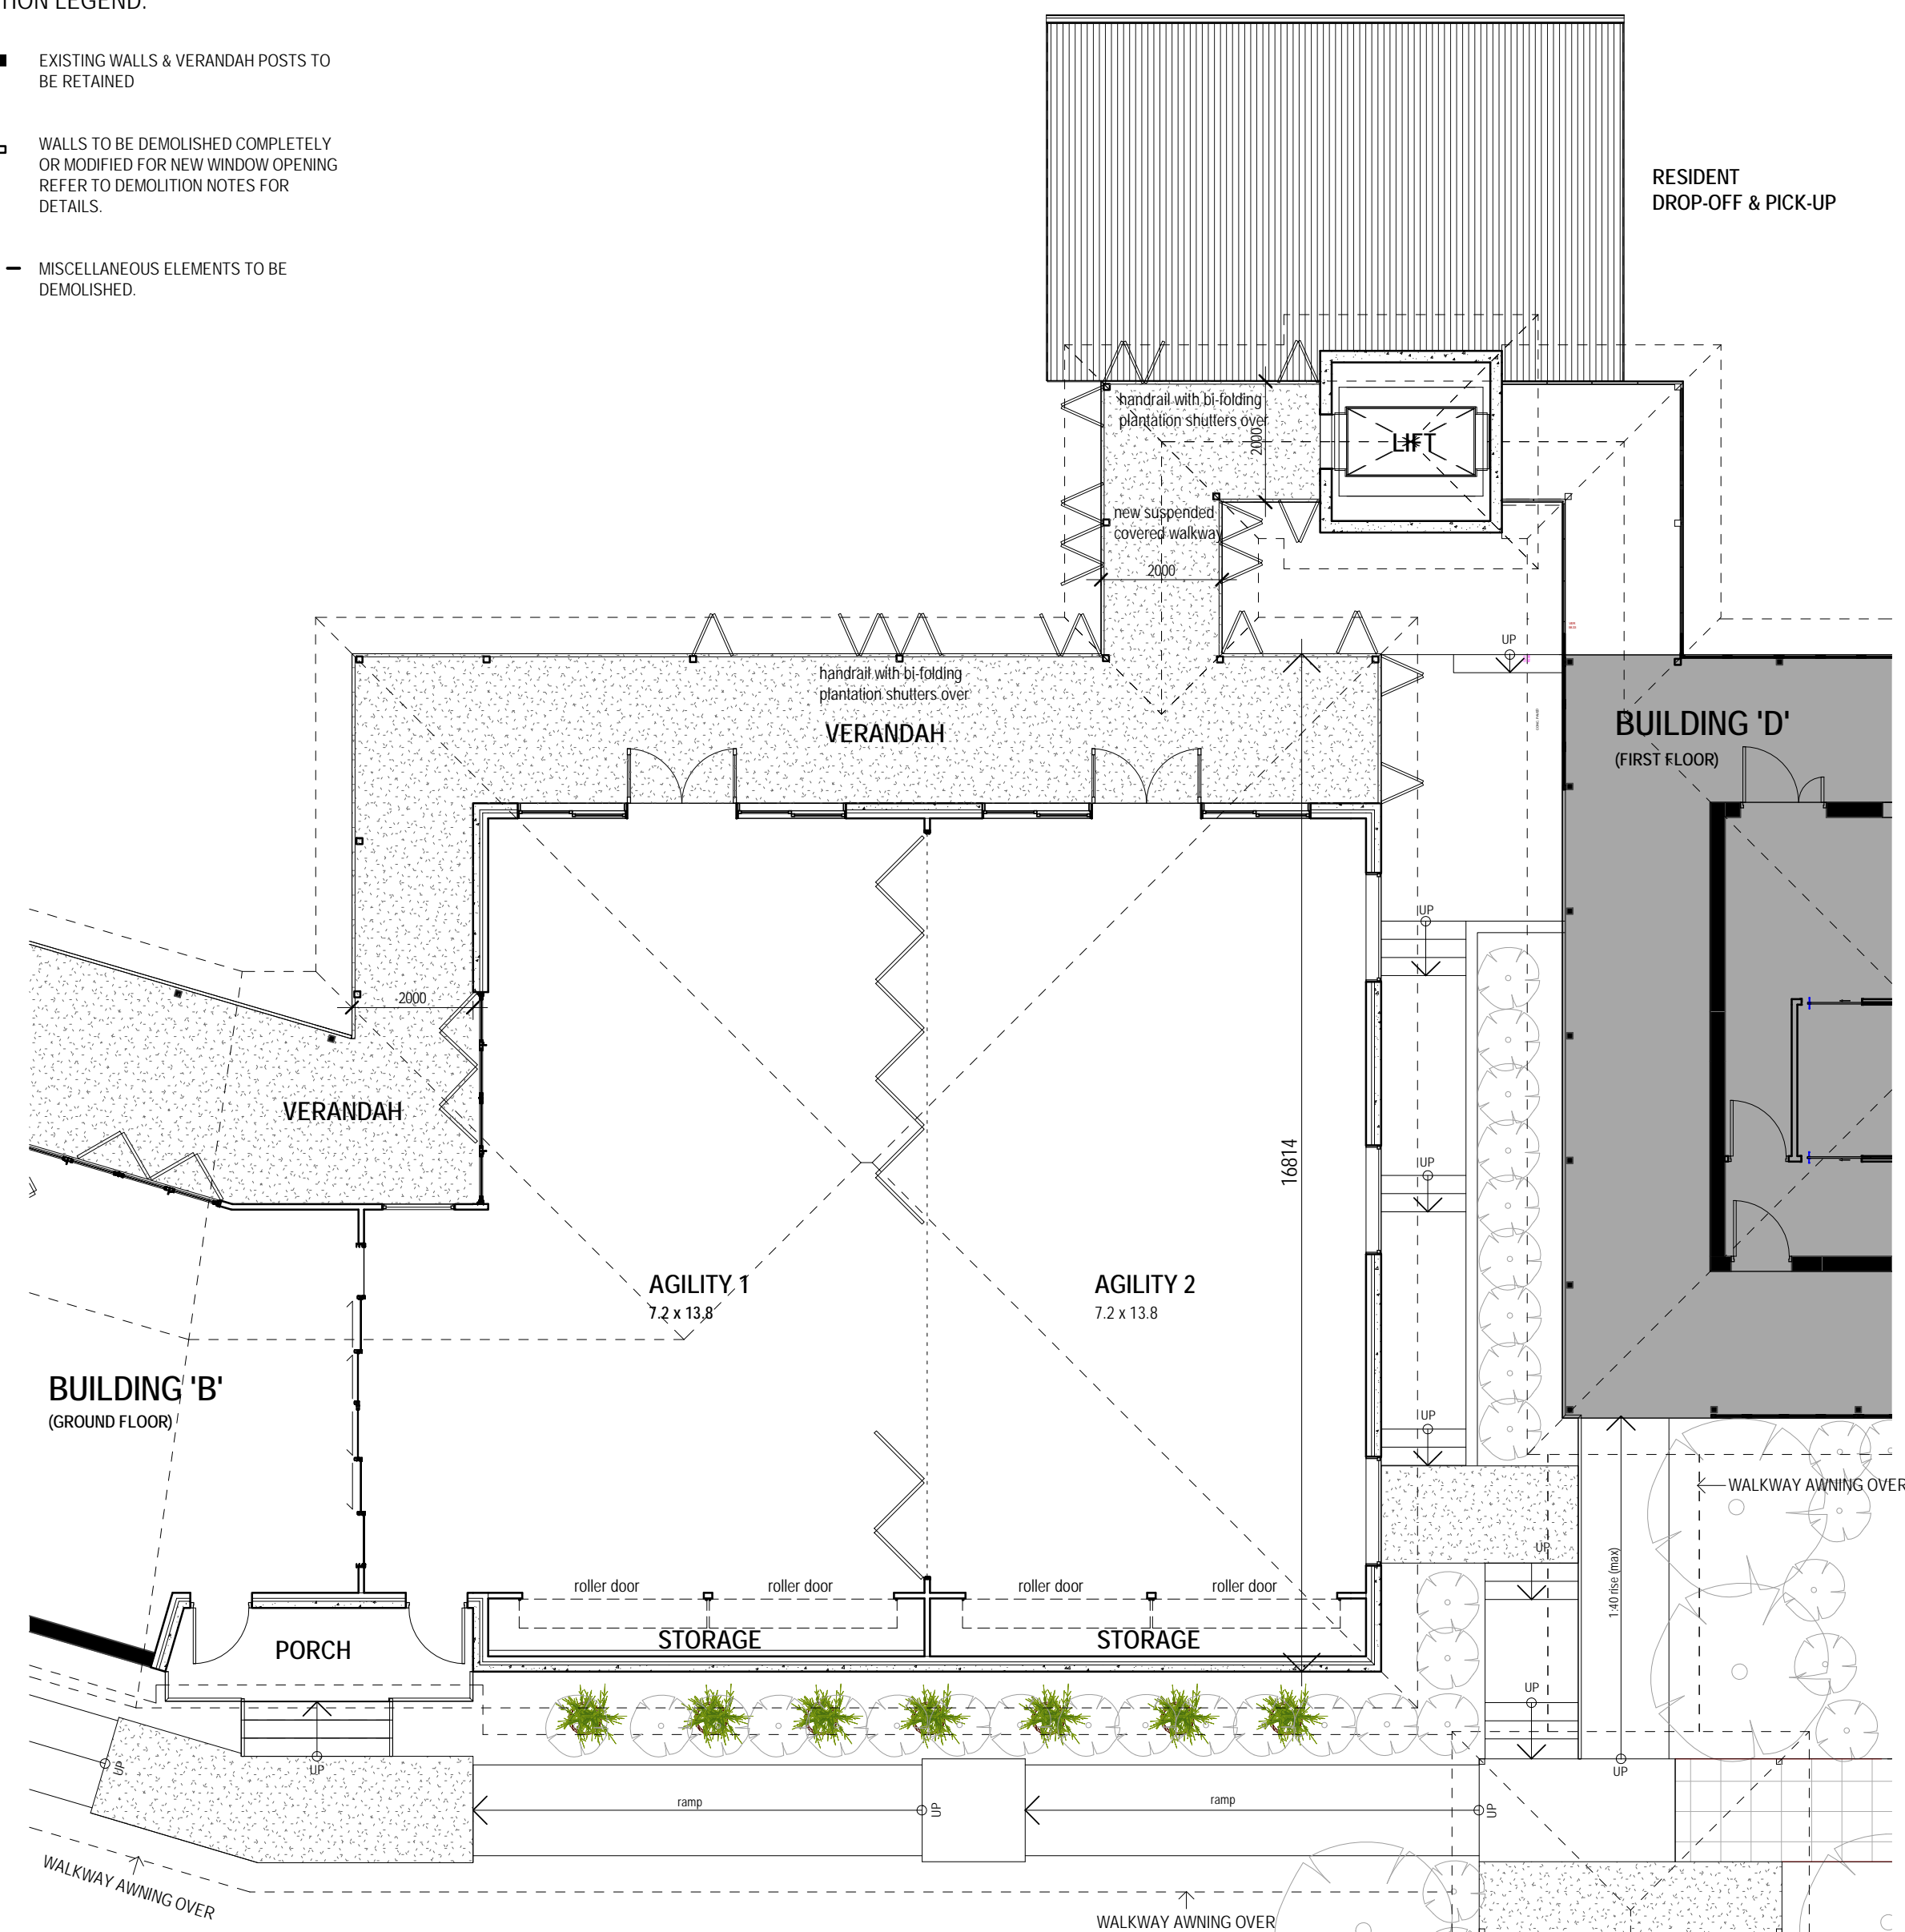 TION LEGEND:
EXISTING WALLS & VERANDAH POSTS TO
BE RETAINED
WALLS TO BE DEMOLISHED COMPLETELY
OR MODIFIED FOR NEW WINDOW OPENING
REFER TO DEMOLITION NOTES FOR
DETAILS.
MISCELLANEOUS ELEMENTS TO BE
DEMOLISHED.
RESIDENT
DROP-OFF & PICK-UP
handrail with bi-folding
plantation shutters over
2000
LIFT
new suspended
covered walkway
2000
UP
handrail with bi-folding
plantation shutters over
VERANDAH
BUILDING 'D'
(FIRST FLOOR)
UP
2000
VERANDAH
16814
UP
AGILITY 1
7.2 x 13.8
AGILITY 2
7.2 x 13.8
BUILDING 'B'
(GROUND FLOOR)
UP
WALKWAY AWNING OVER
UP
1:40 rise (max)
roller door
roller door
roller door
roller door
PORCH
STORAGE
STORAGE
UP
UP
UP
UP
ramp
UP
ramp
UP
WALKWAY AWNING OVER
WALKWAY AWNING OVER